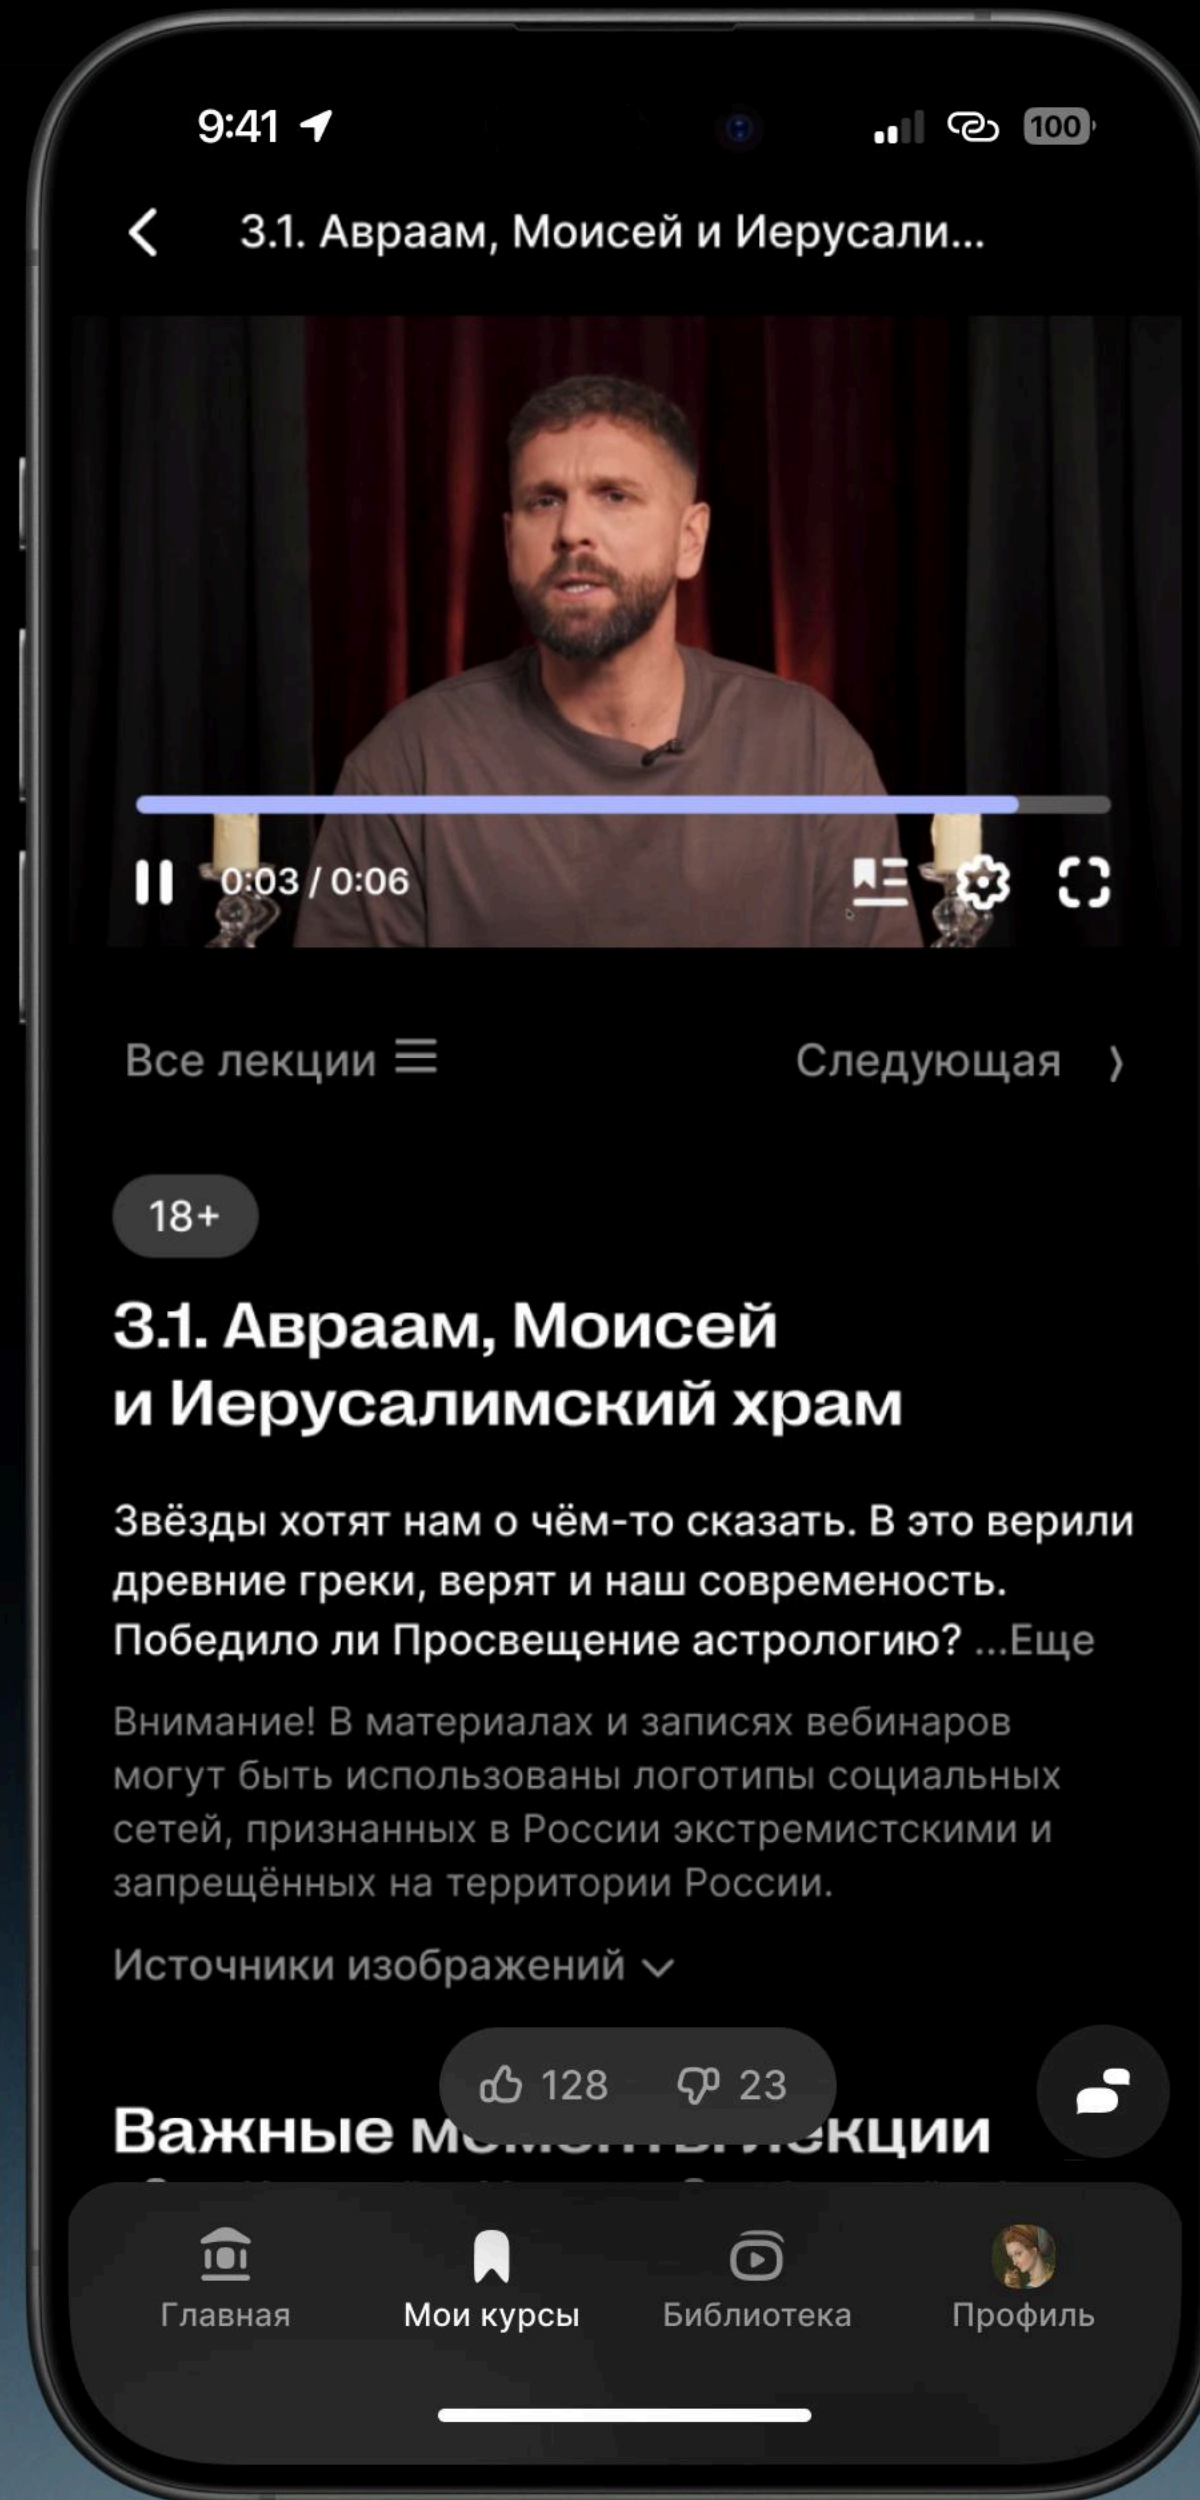 9:41
100
3.1. Авраам, Моисей и Иерусали...
0:03 / 0:06
Все лекции
Следующая
18+
3.1. Авраам, Моисей
и Иерусалимский храм
Звёзды хотят нам о чём-то сказать. В это верили
древние греки, верят и наш современость.
Победило ли Просвещение астрологию? ...Еще
Внимание! В материалах и записях вебинаров
могут быть использованы логотипы социальных
сетей, признанных в России экстремистскими и
запрещённых на территории России.
Источники изображений
128
23
Важные моменты лекции
Главная
Мои курсы
Библиотека
Профиль